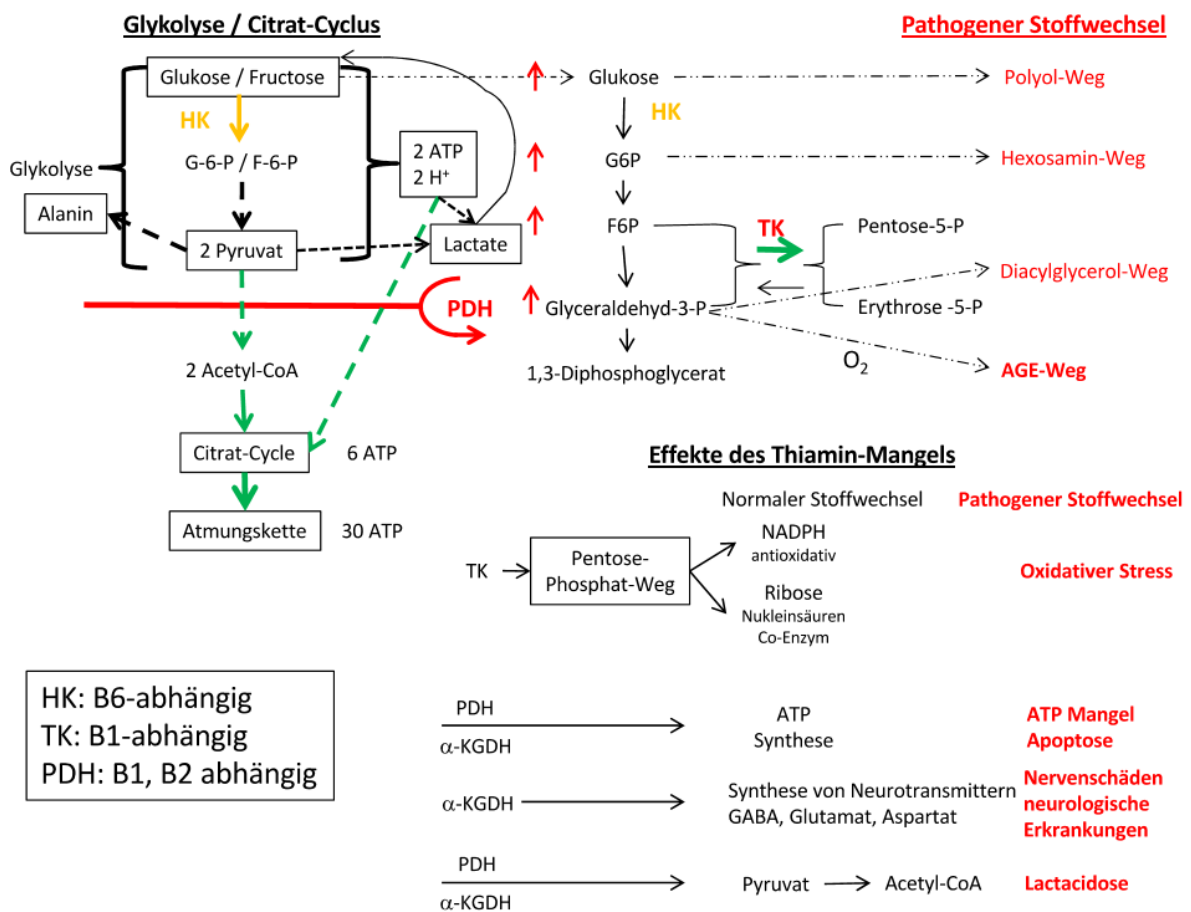 Glykolyse / Citrat-Cyclus
Glukose / Fructose
HK
Glykolyse
G-6-P / F-6-P
2 ATP
2 H⁺
Alanin
2 Pyruvat
Lactate
PDH
2 Acetyl-CoA
Citrat-Cycle
6 ATP
Atmungskette
30 ATP
HK: B6-abhängig
TK: B1-abhängig
PDH: B1, B2 abhängig
Pathogener Stoffwechsel
Glukose
Polyol-Weg
HK
G6P
Hexosamin-Weg
F6P
TK
Pentose-5-P
Diacylglycerol-Weg
Glyceraldehyd-3-P
Erythrose -5-P
O₂
1,3-Diphosphoglycerat
AGE-Weg
Effekte des Thiamin-Mangels
Normaler Stoffwechsel
Pathogener Stoffwechsel
TK
Pentose-
Phosphat-Weg
NADPH
antioxidativ
Oxidativer Stress
Ribose
Nukleinsäuren
Co-Enzym
PDH
α-KGDH
ATP
Synthese
ATP Mangel
Apoptose
α-KGDH
Synthese von Neurotransmittern
GABA, Glutamat, Aspartat
Nervenschäden
neurologische
Erkrankungen
PDH
α-KGDH
Pyruvat
Acetyl-CoA
Lactacidose